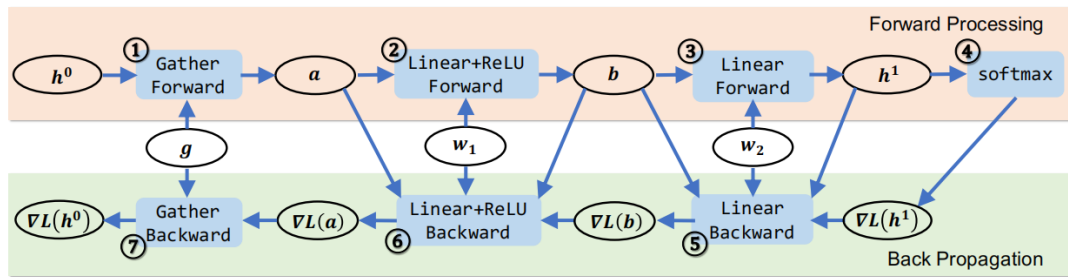 Forward Processing
① ② ③ ④
h⁰ Gather Forward a Linear+ReLU Forward b Linear Forward h¹ softmax
g w₁ w₂
∇L(h⁰) Gather Backward ∇L(a) Linear+ReLU Backward ∇L(b) Linear Backward ∇L(h¹)
⑦ ⑥ ⑤
Back Propagation